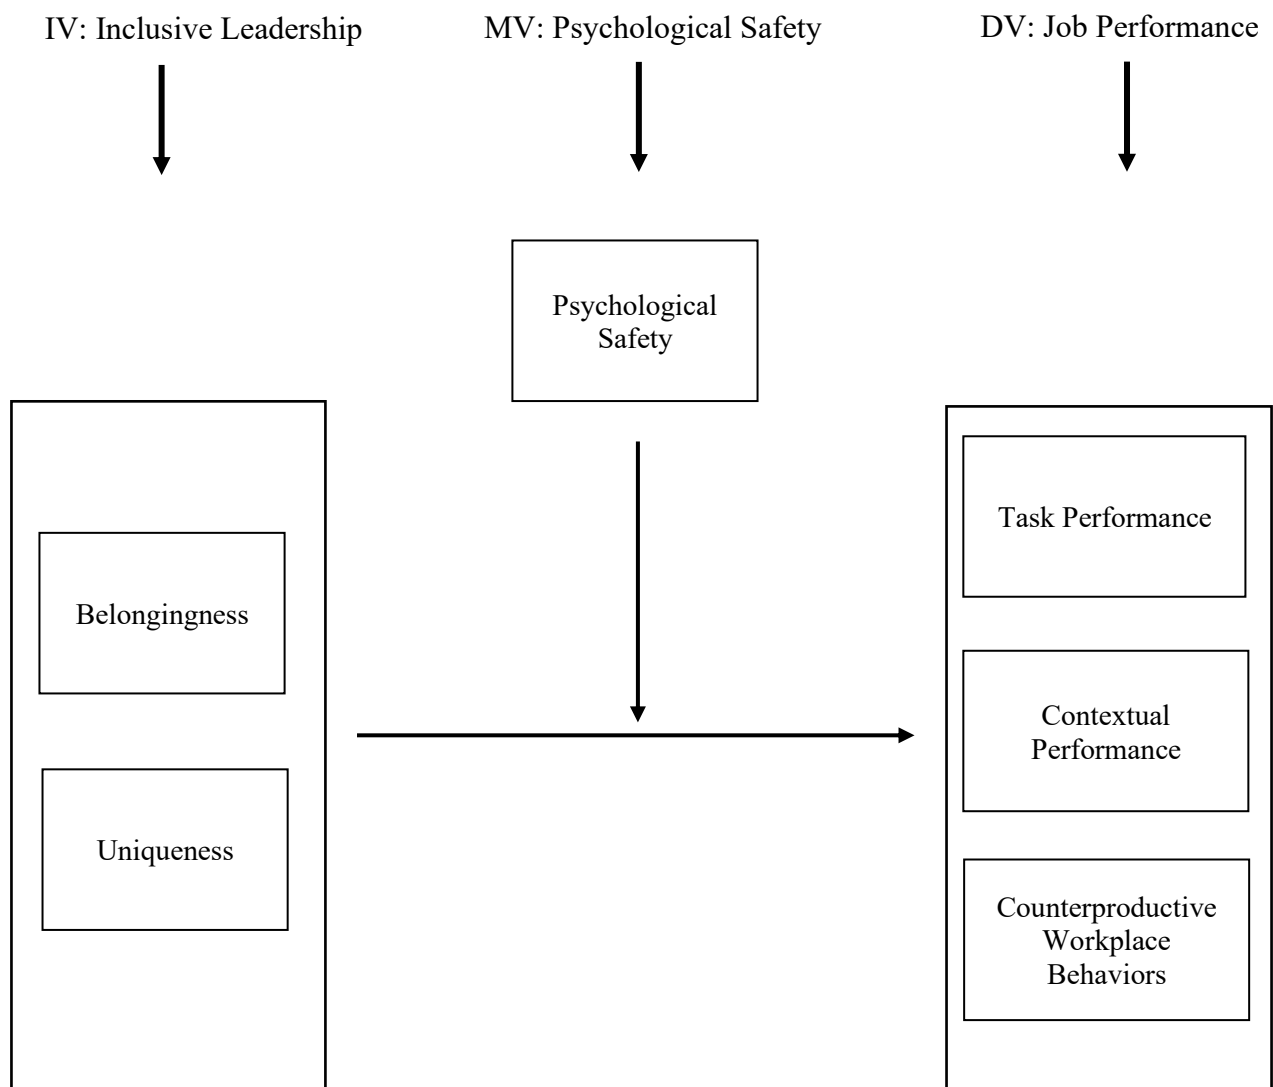 IV: Inclusive Leadership
MV: Psychological Safety
DV: Job Performance
Psychological
Safety
Belongingness
Uniqueness
Task Performance
Contextual
Performance
Counterproductive
Workplace
Behaviors